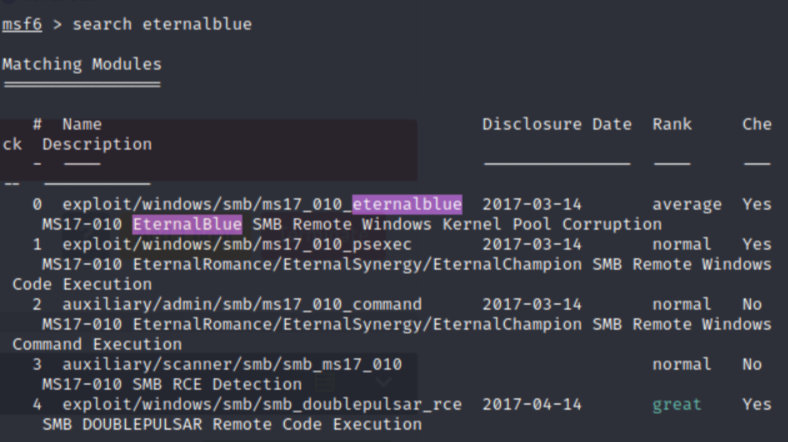 msf6 > search eternalblue
Matching Modules
================
# Name Disclosure Date Rank Che
ck Description
- ---- --------------- ---- ---
-- -----------
0 exploit/windows/smb/ms17_010_eternalblue 2017-03-14 average Yes
MS17-010 EternalBlue SMB Remote Windows Kernel Pool Corruption
1 exploit/windows/smb/ms17_010_psexec 2017-03-14 normal Yes
MS17-010 EternalRomance/EternalSynergy/EternalChampion SMB Remote Windows
Code Execution
2 auxiliary/admin/smb/ms17_010_command 2017-03-14 normal No
MS17-010 EternalRomance/EternalSynergy/EternalChampion SMB Remote Windows
Command Execution
3 auxiliary/scanner/smb/smb_ms17_010 normal No
MS17-010 SMB RCE Detection
4 exploit/windows/smb/smb_doublepulsar_rce 2017-04-14 great Yes
SMB DOUBLEPULSAR Remote Code Execution